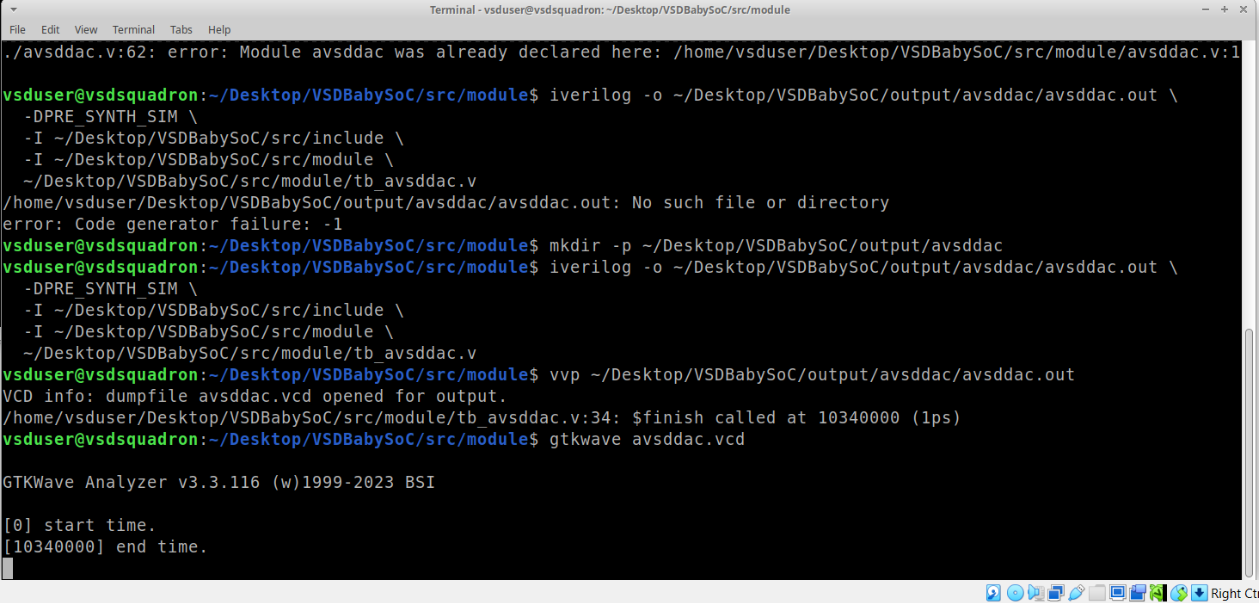 Terminal - vsduser@vsdsquadron: ~/Desktop/VSDBabySoC/src/module
File Edit View Terminal Tabs Help
./avsddac.v:62: error: Module avsddac was already declared here: /home/vsduser/Desktop/VSDBabySoC/src/module/avsddac.v:1
vsduser@vsdsquadron:~/Desktop/VSDBabySoC/src/module$ iverilog -o ~/Desktop/VSDBabySoC/output/avsddac/avsddac.out \
-DPRE_SYNTH_SIM \
-I ~/Desktop/VSDBabySoC/src/include \
-I ~/Desktop/VSDBabySoC/src/module \
~/Desktop/VSDBabySoC/src/module/tb_avsddac.v
/home/vsduser/Desktop/VSDBabySoC/output/avsddac/avsddac.out: No such file or directory
error: Code generator failure: -1
vsduser@vsdsquadron:~/Desktop/VSDBabySoC/src/module$ mkdir -p ~/Desktop/VSDBabySoC/output/avsddac
vsduser@vsdsquadron:~/Desktop/VSDBabySoC/src/module$ iverilog -o ~/Desktop/VSDBabySoC/output/avsddac/avsddac.out \
-DPRE_SYNTH_SIM \
-I ~/Desktop/VSDBabySoC/src/include \
-I ~/Desktop/VSDBabySoC/src/module \
~/Desktop/VSDBabySoC/src/module/tb_avsddac.v
vsduser@vsdsquadron:~/Desktop/VSDBabySoC/src/module$ vvp ~/Desktop/VSDBabySoC/output/avsddac/avsddac.out
VCD info: dumpfile avsddac.vcd opened for output.
/home/vsduser/Desktop/VSDBabySoC/src/module/tb_avsddac.v:34: $finish called at 10340000 (1ps)
vsduser@vsdsquadron:~/Desktop/VSDBabySoC/src/module$ gtkwave avsddac.vcd
GTKWave Analyzer v3.3.116 (w)1999-2023 BSI
[0] start time.
[10340000] end time.
Right